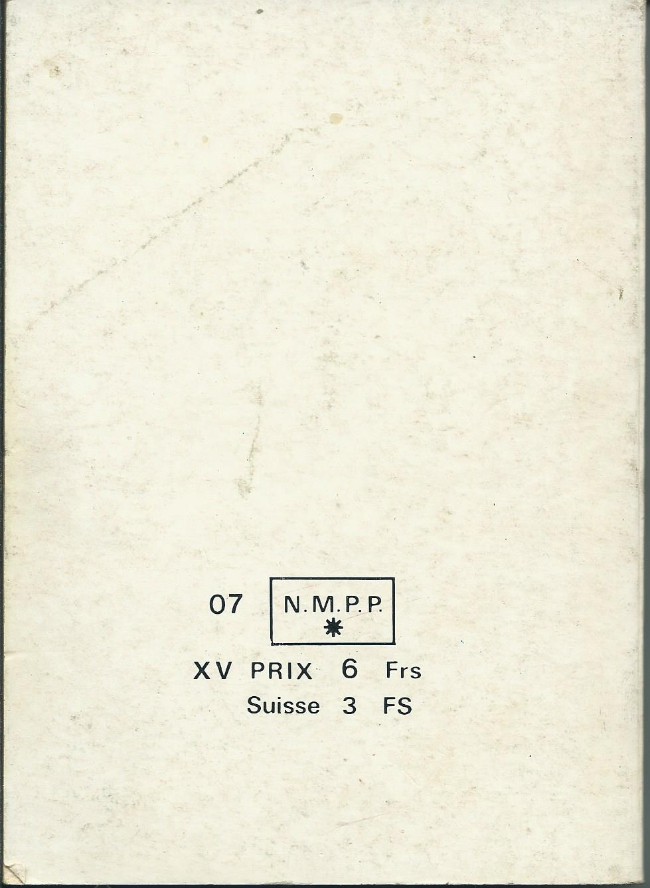 07 N.M.P.P.
✷
XV PRIX 6 Frs
Suisse 3 FS